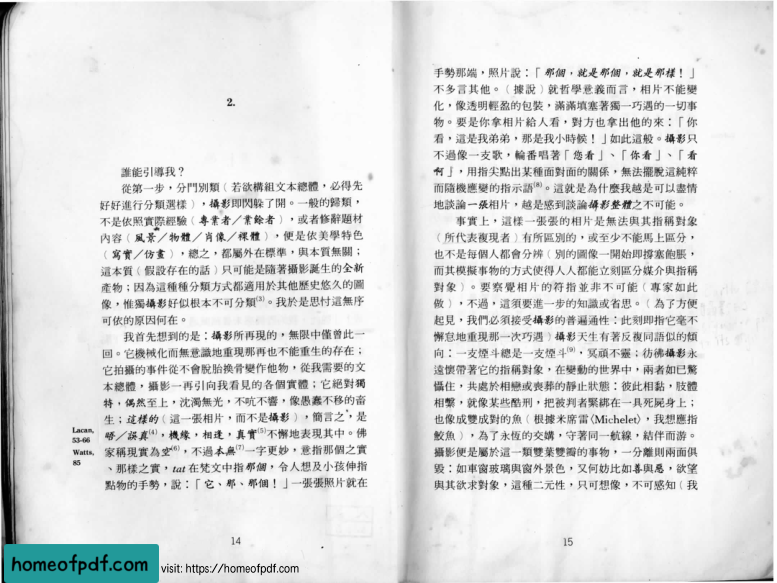 2.
誰能引導我？
從第一步，分門別類（若欲構組文本總體，必得先
好好進行分類選樣），攝影即閃躲了開。一般的歸類，
不是依照實際經驗（專業者／業餘者），或者修辭題材
內容（風景／物體／肖像／裸體），便是依美學特色
（寫實／仿畫），總之，都屬外在標準，與本質無關；
這本質（假設存在的話）只可能是隨著攝影誕生的全新
產物；因為這種種分類方式都適用於其他歷史悠久的圖
像，惟獨攝影好似根本不可分類(3)。我於是思忖這無序
可依的原因何在。
我首先想到的是：攝影所再現的，無限中僅曾此一
回。它機械化而無意識地重現那再也不能重生的存在；
它拍攝的事件從不會脫胎換骨變作他物，從我需要的文
本總體，攝影一再引向我看見的各個實體；它絕對獨
特，偶然至上，沈濁無光，不吭不響，像愚蠢不移的畜
生；這樣的（這一張相片，而不是攝影），簡言之，是
晤／誤真(4)，機緣，相逢，真實(5)不懈地表現其中。佛
家稱現實為空(6)，不過本無(7)一字更妙，意指那個之實
、那樣之實，tat 在梵文中指那個，令人想及小孩伸指
點物的手勢，說：「它、那、那個！」一張張照片就在
Lacan,
53-66
Watts,
85
14
手勢那端，照片說：「那個，就是那個，就是那樣！」
不多言其他。（據說）就哲學意義而言，相片不能變
化，像透明輕盈的包裝，滿滿填塞著獨一巧遇的一切事
物。要是你拿相片給人看，對方也拿出他的來：「你
看，這是我弟弟，那是我小時候！」如此這般。攝影只
不過像一支歌，輪番唱著「您看」、「你看」、「看
啊」，用指尖點出某種面對面的關係，無法擺脫這純粹
而隨機應變的指示語(8)。這就是為什麼我越是可以盡情
地談論一張相片，越是感到談論攝影整體之不可能。
事實上，這樣一張張的相片是無法與其指稱對象
（所代表複現者）有所區別的，或至少不能馬上區分，
也不是每個人都會分辨（別的圖像一開始即撐塞飽脹，
而其模擬事物的方式使得人人都能立刻區分媒介與指稱
對象）。要察覺相片的符指並非不可能（專家如此
做），不過，這須要進一步的知識或省思。（為了方便
起見，我們必須接受攝影的普遍通性：此刻即指它毫不
懈怠地重現那一次巧遇）攝影天生有著反複同語似的傾
向：一支煙斗總是一支煙斗(9)，冥頑不靈；彷彿攝影永
遠懷帶著它的指稱對象，在變動的世界中，兩者如已驚
懾住，共處於相戀或喪葬的靜止狀態；彼此相黏，肢體
相繫，就像某些酷刑，把被判者緊綁在一具死屍身上；
也像成雙成對的魚（根據米席雷〈Michelet〉，我想應指
鮫魚），為了永恆的交媾，守著同一航線，結伴而游。
攝影便是屬於這一類雙葉雙瓣的事物，一分離則兩面俱
毀：如車窗玻璃與窗外景色，又何妨比如善與惡，欲望
與其欲求對象，這種二元性，只可想像，不可感知（我
15
homeofpdf.com
visit: https://homeofpdf.com